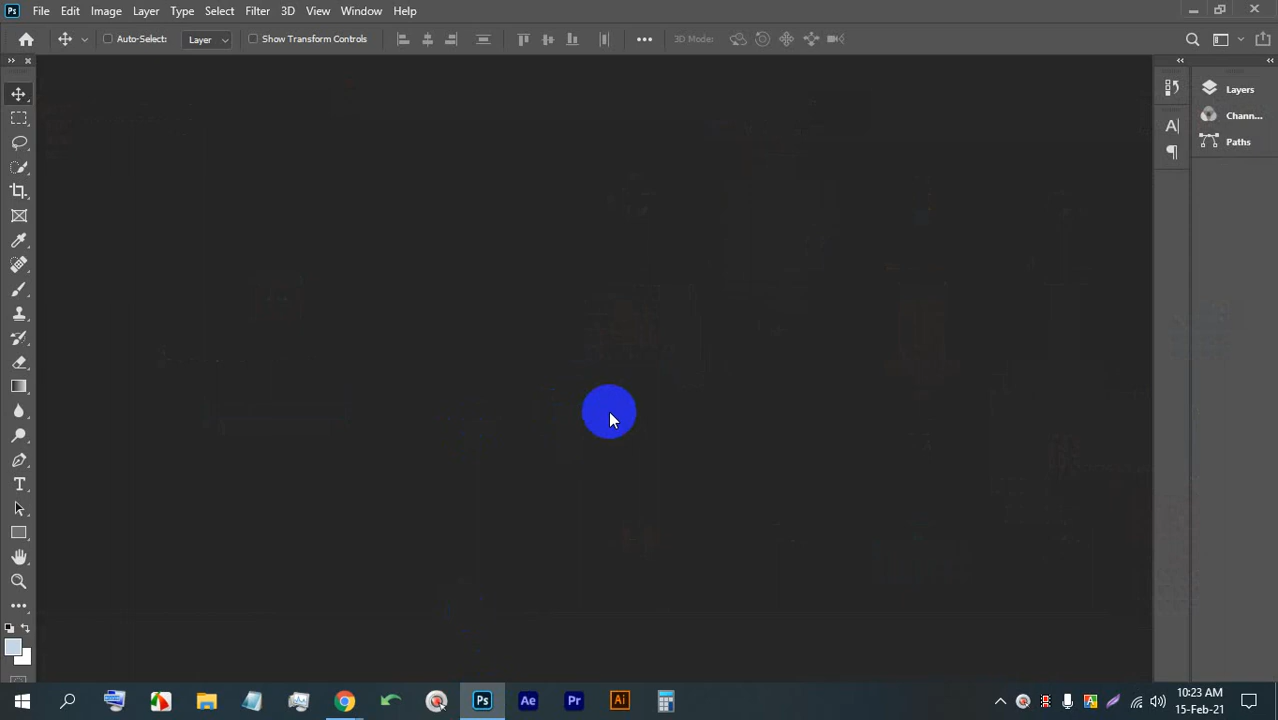 Ps File Edit Image Layer Type Select Filter 3D View Window Help
Auto-Select: Layer Show Transform Controls 3D Mode:
Layers
Chann...
A Paths
T
Ps Ae Pr Ai A 10:23 AM
15-Feb-21